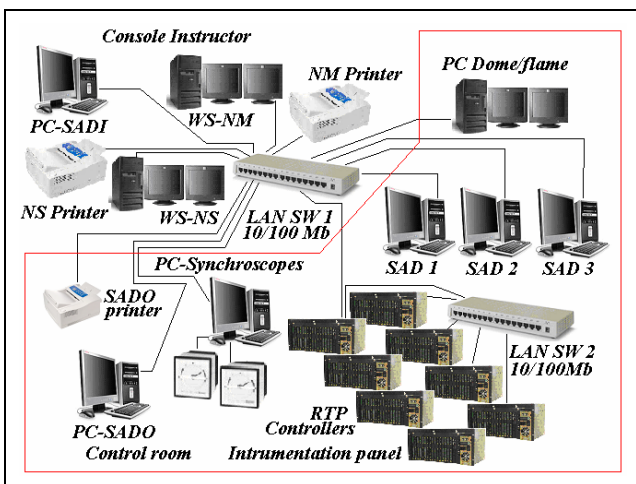 Console Instructor
NM Printer
PC Dome/flame
PC-SADI
WS-NM
NS Printer
WS-NS
LAN SW 1
10/100 Mb
SAD 1
SAD 2
SAD 3
PC-Synchroscopes
SADO
printer
LAN SW 2
10/100Mb
RTP
Controllers
PC-SADO
Control room
Intrumentation panel